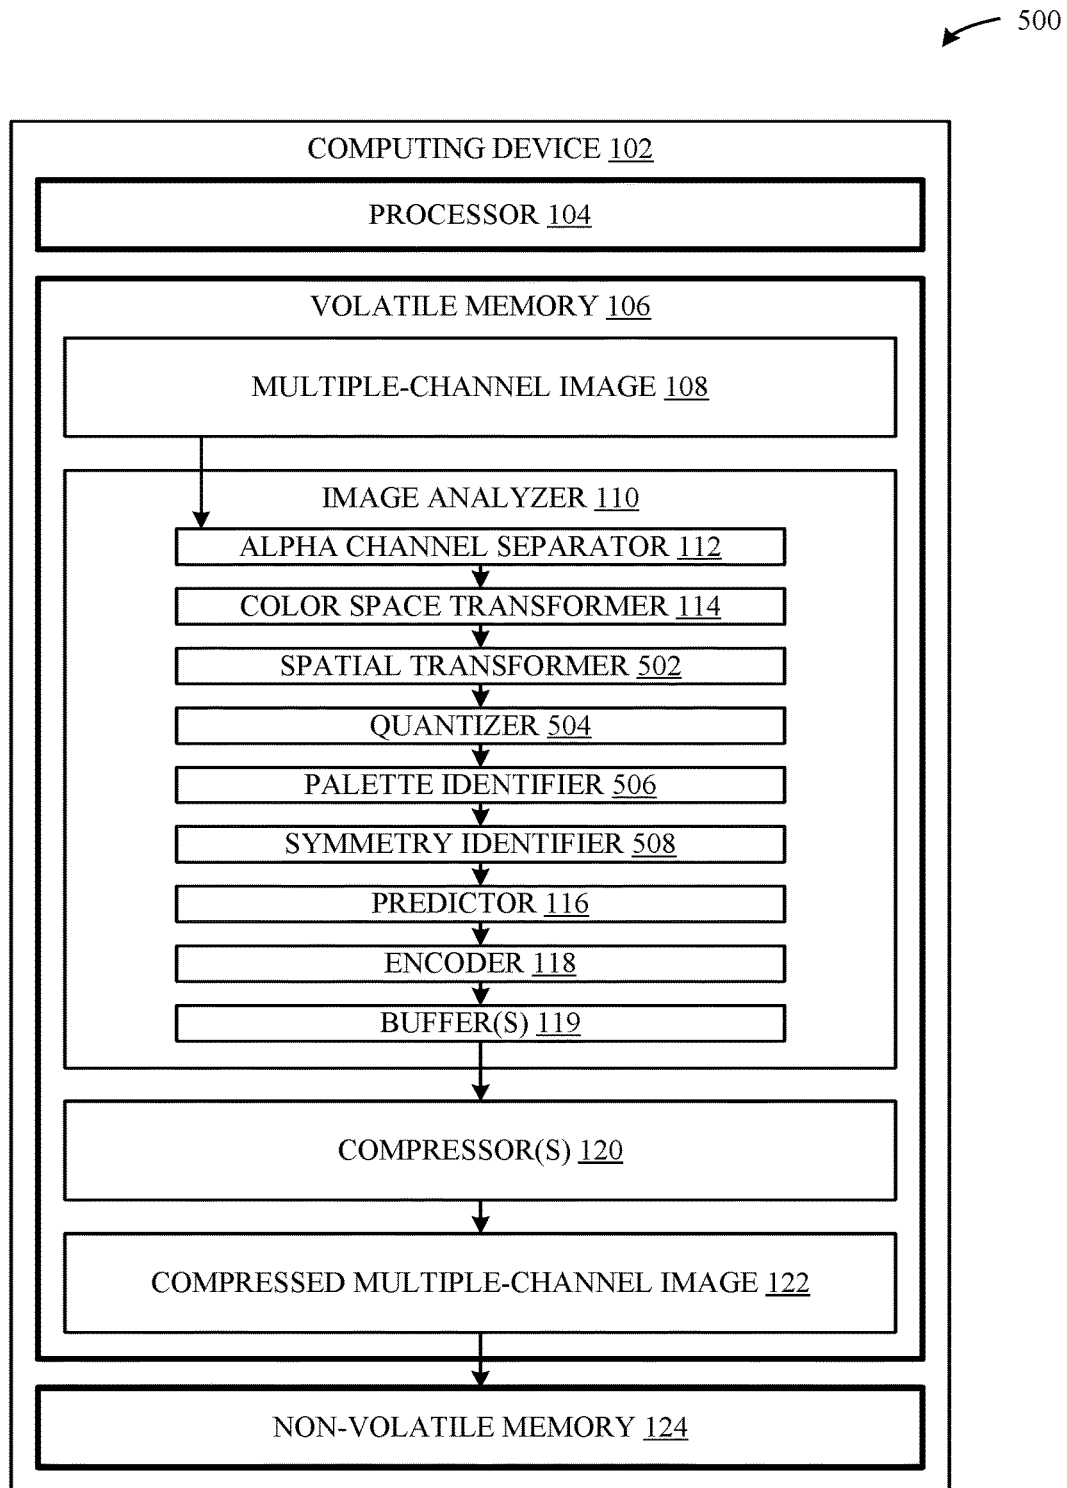 500
COMPUTING DEVICE 102
PROCESSOR 104
VOLATILE MEMORY 106
MULTIPLE-CHANNEL IMAGE 108
IMAGE ANALYZER 110
ALPHA CHANNEL SEPARATOR 112
COLOR SPACE TRANSFORMER 114
SPATIAL TRANSFORMER 502
QUANTIZER 504
PALETTE IDENTIFIER 506
SYMMETRY IDENTIFIER 508
PREDICTOR 116
ENCODER 118
BUFFER(S) 119
COMPRESSOR(S) 120
COMPRESSED MULTIPLE-CHANNEL IMAGE 122
NON-VOLATILE MEMORY 124